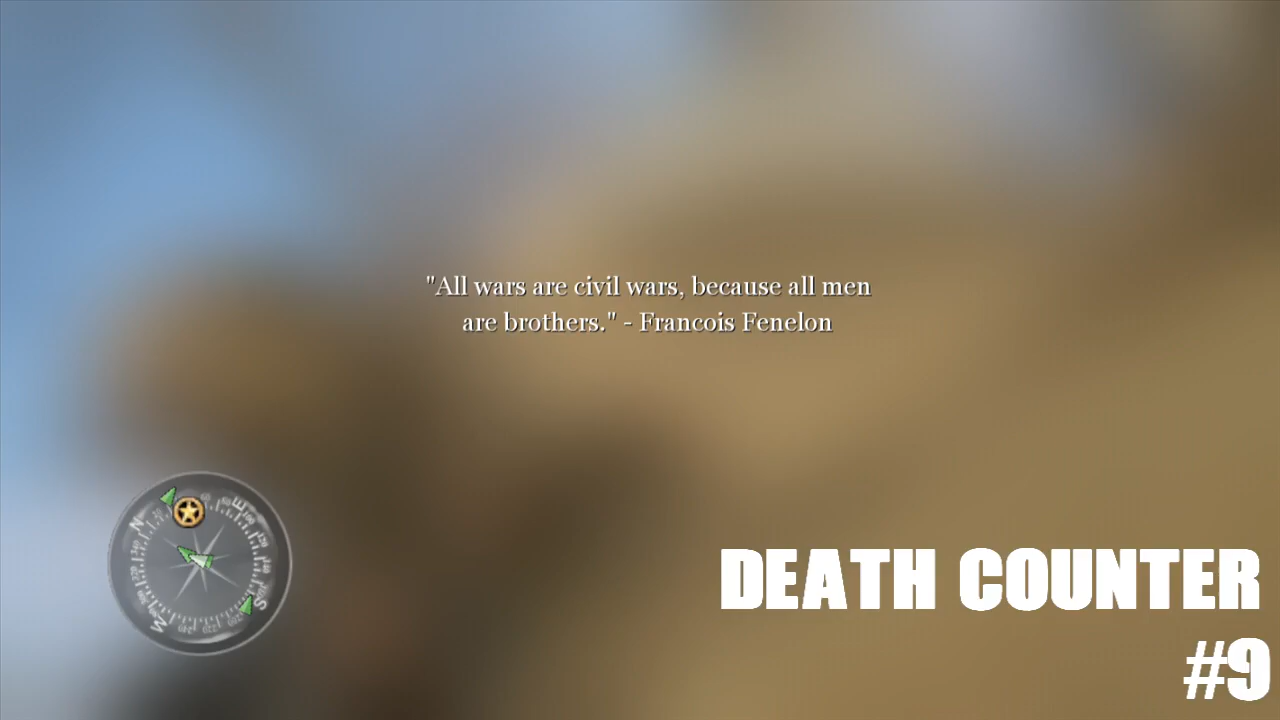 "All wars are civil wars, because all men
are brothers." - Francois Fenelon
N
E
S
W
DEATH COUNTER
#9